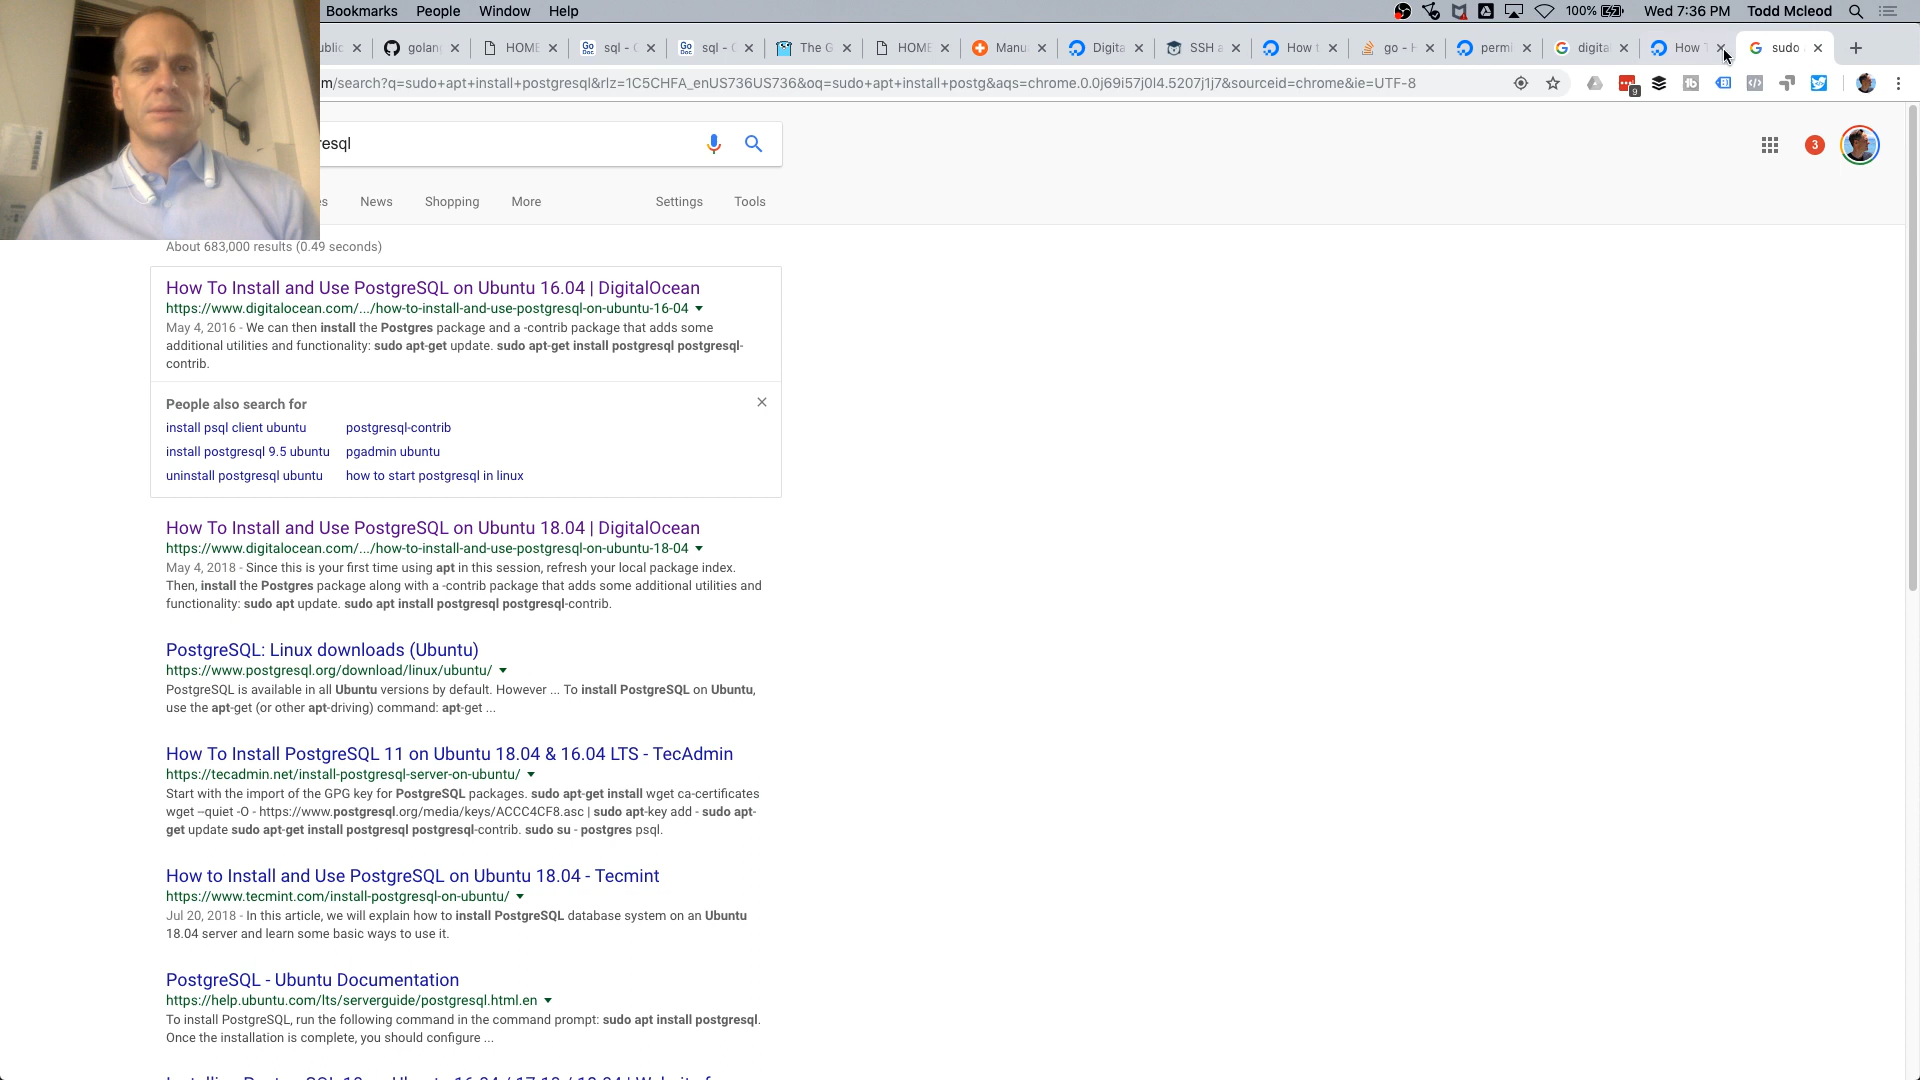 Bookmarks People Window Help 100% Wed 7:36 PM Todd Mcleod
ublic golan HOME sql - sql - The G HOME Manu Digita SSH a How t go - H permi digital How T sudo
m/search?q=sudo+apt+install+postgresql&rlz=1C5CHFA_enUS736US736&oq=sudo+apt+install+postg&aqs=chrome.0.0j69i57j0l4.5207j1j7&sourceid=chrome&ie=UTF-8
9
resql
3
es News Shopping More Settings Tools
About 683,000 results (0.49 seconds)
How To Install and Use PostgreSQL on Ubuntu 16.04 | DigitalOcean
https://www.digitalocean.com/.../how-to-install-and-use-postgresql-on-ubuntu-16-04
May 4, 2016 - We can then install the Postgres package and a -contrib package that adds some
additional utilities and functionality: sudo apt-get update. sudo apt-get install postgresql postgresql-
contrib.
People also search for
install psql client ubuntu postgresql-contrib
install postgresql 9.5 ubuntu pgadmin ubuntu
uninstall postgresql ubuntu how to start postgresql in linux
How To Install and Use PostgreSQL on Ubuntu 18.04 | DigitalOcean
https://www.digitalocean.com/.../how-to-install-and-use-postgresql-on-ubuntu-18-04
May 4, 2018 - Since this is your first time using apt in this session, refresh your local package index.
Then, install the Postgres package along with a -contrib package that adds some additional utilities and
functionality: sudo apt update. sudo apt install postgresql postgresql-contrib.
PostgreSQL: Linux downloads (Ubuntu)
https://www.postgresql.org/download/linux/ubuntu/
PostgreSQL is available in all Ubuntu versions by default. However ... To install PostgreSQL on Ubuntu,
use the apt-get (or other apt-driving) command: apt-get ...
How To Install PostgreSQL 11 on Ubuntu 18.04 & 16.04 LTS - TecAdmin
https://tecadmin.net/install-postgresql-server-on-ubuntu/
Start with the import of the GPG key for PostgreSQL packages. sudo apt-get install wget ca-certificates
wget --quiet -O - https://www.postgresql.org/media/keys/ACCC4CF8.asc | sudo apt-key add - sudo apt-
get update sudo apt-get install postgresql postgresql-contrib. sudo su - postgres psql.
How to Install and Use PostgreSQL on Ubuntu 18.04 - Tecmint
https://www.tecmint.com/install-postgresql-on-ubuntu/
Jul 20, 2018 - In this article, we will explain how to install PostgreSQL database system on an Ubuntu
18.04 server and learn some basic ways to use it.
PostgreSQL - Ubuntu Documentation
https://help.ubuntu.com/lts/serverguide/postgresql.html.en
To install PostgreSQL, run the following command in the command prompt: sudo apt install postgresql.
Once the installation is complete, you should configure ...